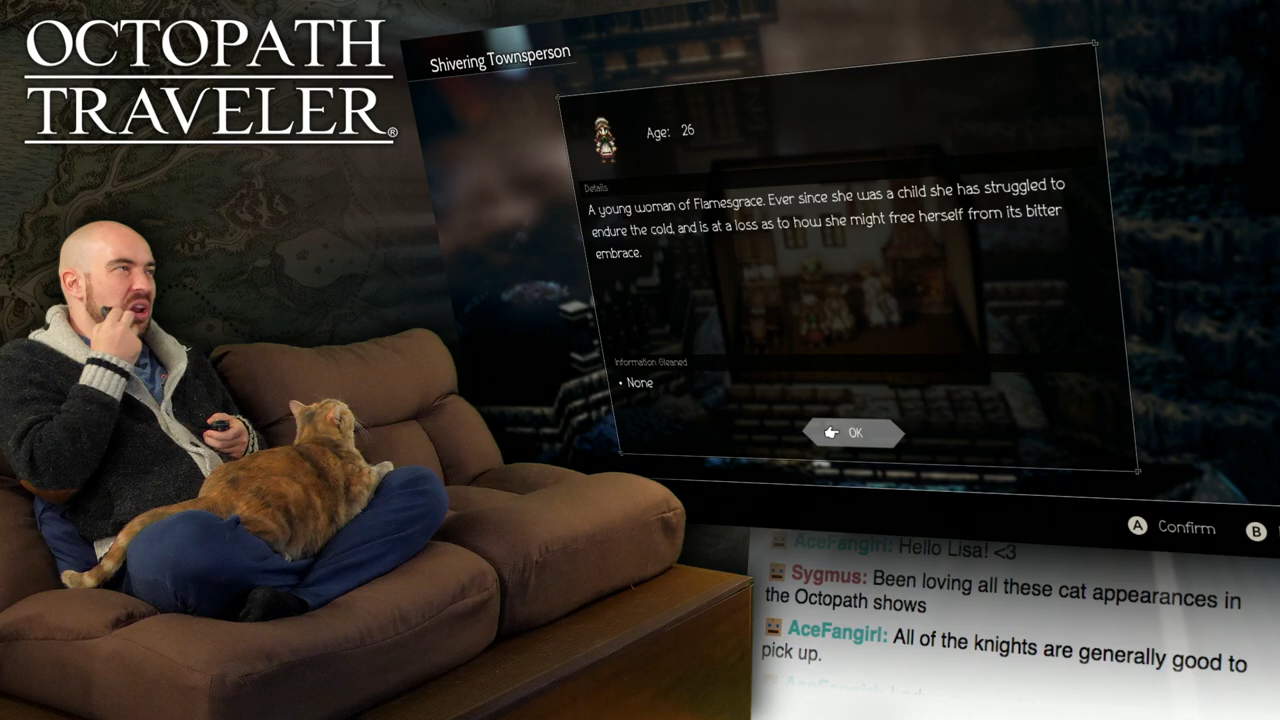 OCTOPATH
TRAVELER®
Shivering Townsperson
Age: 26
Details
A young woman of Flamesgrace. Ever since she was a child she has struggled to
endure the cold, and is at a loss as to how she might free herself from its bitter
embrace.
Information Gleaned
• None
OK
A Confirm B
AceFangirl: Hello Lisa! <3
Sygmus: Been loving all these cat appearances in
the Octopath shows
AceFangirl: All of the knights are generally good to
pick up.